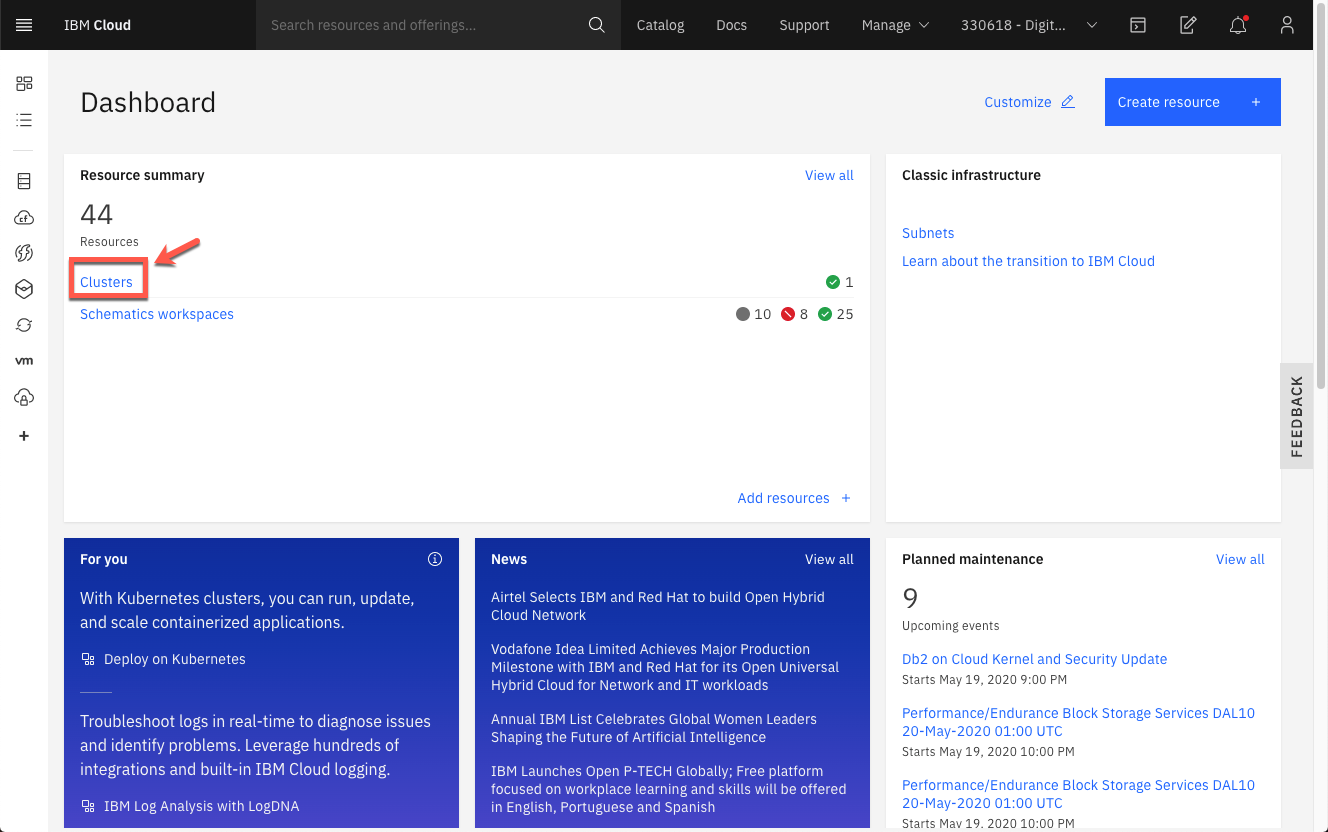 IBM Cloud
Search resources and offerings...
Catalog
Docs
Support
Manage
330618 - Digit...
Dashboard
Customize
Create resource +
Resource summary
View all
44
Resources
Clusters
1
Schematics workspaces
10
8
25
Add resources +
Classic infrastructure
Subnets
Learn about the transition to IBM Cloud
FEEDBACK
cf
vm
+
For you
With Kubernetes clusters, you can run, update,
and scale containerized applications.
Deploy on Kubernetes
Troubleshoot logs in real-time to diagnose issues
and identify problems. Leverage hundreds of
integrations and built-in IBM Cloud logging.
IBM Log Analysis with LogDNA
News
View all
Airtel Selects IBM and Red Hat to build Open Hybrid
Cloud Network
Vodafone Idea Limited Achieves Major Production
Milestone with IBM and Red Hat for its Open Universal
Hybrid Cloud for Network and IT workloads
Annual IBM List Celebrates Global Women Leaders
Shaping the Future of Artificial Intelligence
IBM Launches Open P-TECH Globally; Free platform
focused on workplace learning and skills will be offered
in English, Portuguese and Spanish
Planned maintenance
View all
9
Upcoming events
Db2 on Cloud Kernel and Security Update
Starts May 19, 2020 9:00 PM
Performance/Endurance Block Storage Services DAL10
20-May-2020 01:00 UTC
Starts May 19, 2020 10:00 PM
Performance/Endurance Block Storage Services DAL10
20-May-2020 01:00 UTC
Starts May 19, 2020 10:00 PM